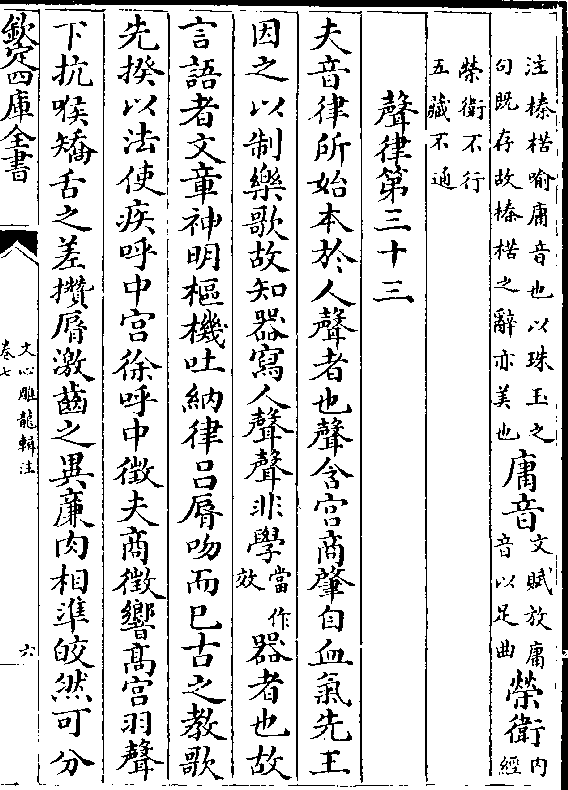 注榛楛喻庸音也以珠玉之
句既存故榛楛之辭亦美也
庸音
文賦放庸
音以足曲
榮衛
内
經
榮衛不行
五臟不通
聲律第三十三
夫音律所始本於人聲者也聲含宫商肇自血氣先王
因之以制樂歌故知器寫人聲聲非學
當作
效
器者也故
言語者文章神明樞機吐納律吕脣吻而已古之教歌
先揆以法使疾呼中宫徐呼中徵夫商徵響髙宫羽聲
下抗喉矯舌之差攢脣激齒之異廉肉相準皎然可分
欽定四庫全書
文心雕龍輯注
卷七
六